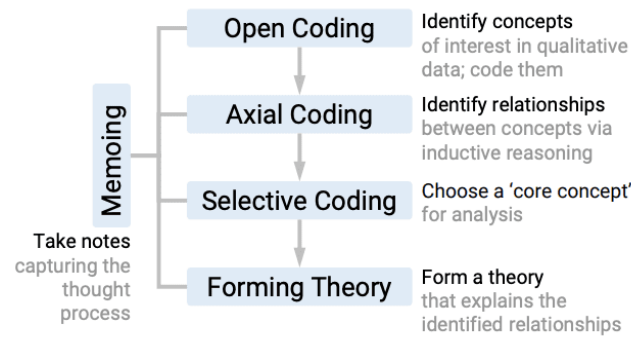 Open Coding
Identify concepts
of interest in qualitative
data; code them
Axial Coding
Identify relationships
between concepts via
inductive reasoning
Memoing
Selective Coding
Choose a ‘core concept’
for analysis
Take notes
capturing the
thought
process
Forming Theory
Form a theory
that explains the
identified relationships